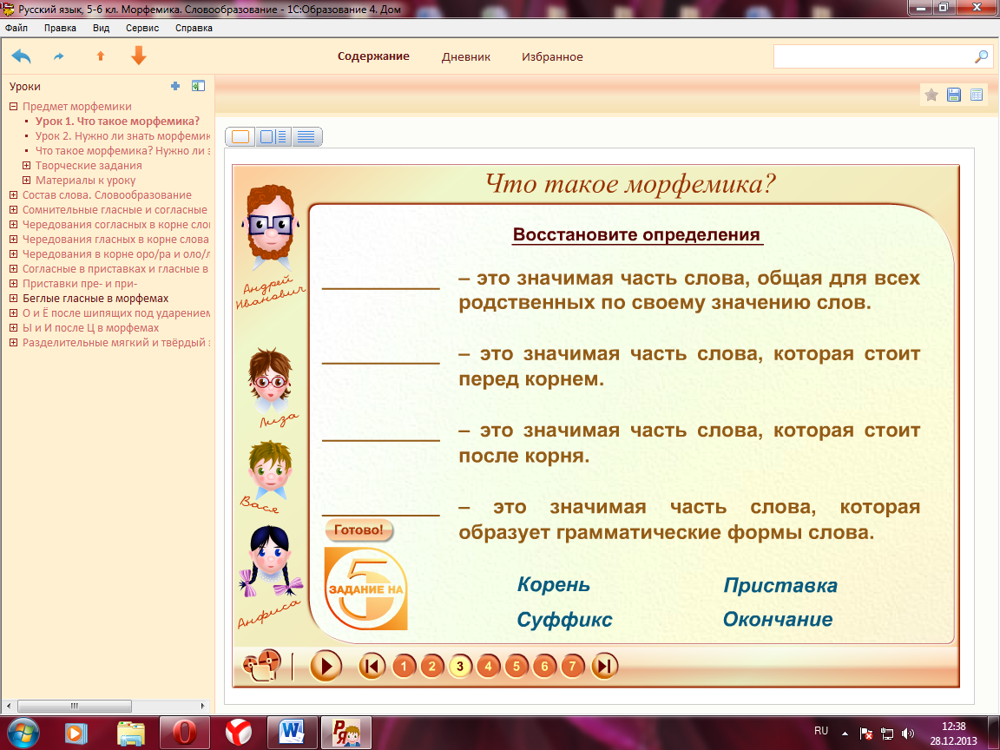 Русский язык, 5-6 кл. Морфемика. Словообразование - 1С:Образование 4. Дом
Файл Правка Вид Сервис Справка
Содержание Дневник Избранное
Уроки
Предмет морфемики
Урок 1. Что такое морфемика?
Урок 2. Нужно ли знать морфемик
Что такое морфемика? Нужно ли з
Творческие задания
Материалы к уроку
Состав слова. Словообразование
Сомнительные гласные и согласные
Чередования согласных в корне сло
Чередования гласных в корне слова
Чередования в корне оро/ра и оло/л
Согласные в приставках и гласные в
Приставки пре- и при-
Беглые гласные в морфемах
О и Ё после шипящих под ударением
Ы и И после Ц в морфемах
Разделительные мягкий и твёрдый з
Что такое морфемика?
Восстановите определения
Андрей
Иванович
– это значимая часть слова, общая для всех
родственных по своему значению слов.
– это значимая часть слова, которая стоит
перед корнем.
Лиза
– это значимая часть слова, которая стоит
после корня.
Вася
– это значимая часть слова, которая
образует грамматические формы слова.
Готово!
5
ЗАДАНИЕ НА
Анфиса
Корень Приставка
Суффикс Окончание
1 2 3 4 5 6 7
RU
12:38
28.12.2013